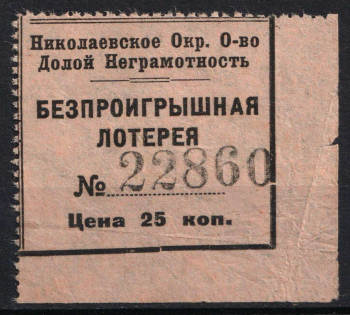 Николаевское Окр. О-во
Долой Неграмотность
БЕЗПРОИГРЫШНАЯ
ЛОТЕРЕЯ
№ 22860
Цена 25 коп.